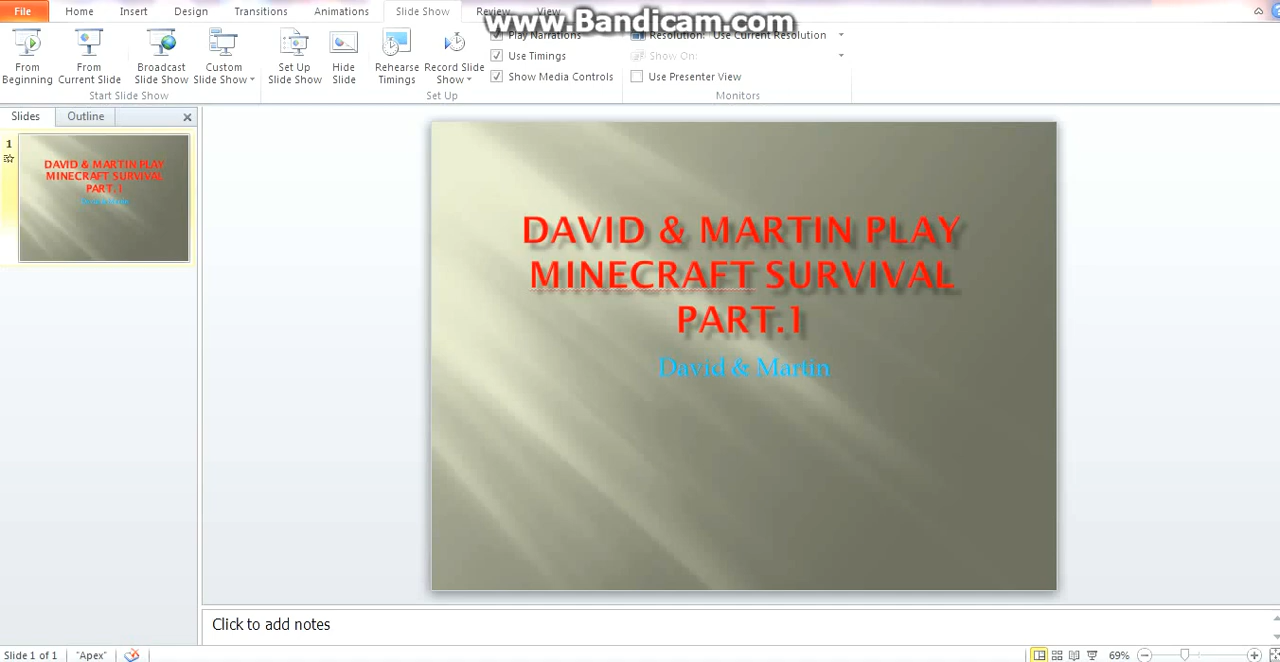 File Home Insert Design Transitions Animations Slide Show Review View
www.Bandicam.com
From Beginning
From Current Slide
Broadcast Slide Show
Custom Slide Show
Set Up Slide Show
Hide Slide
Rehearse Timings
Record Slide Show
Play Narrations
Use Timings
Show Media Controls
Resolution: Use Current Resolution
Show On:
Use Presenter View
Start Slide Show
Set Up
Monitors
Slides Outline
1
DAVID & MARTIN PLAY
MINECRAFT SURVIVAL
PART.1
DAVID & MARTIN PLAY
MINECRAFT SURVIVAL
PART.1
David & Martin
Click to add notes
Slide 1 of 1 "Apex" 69%